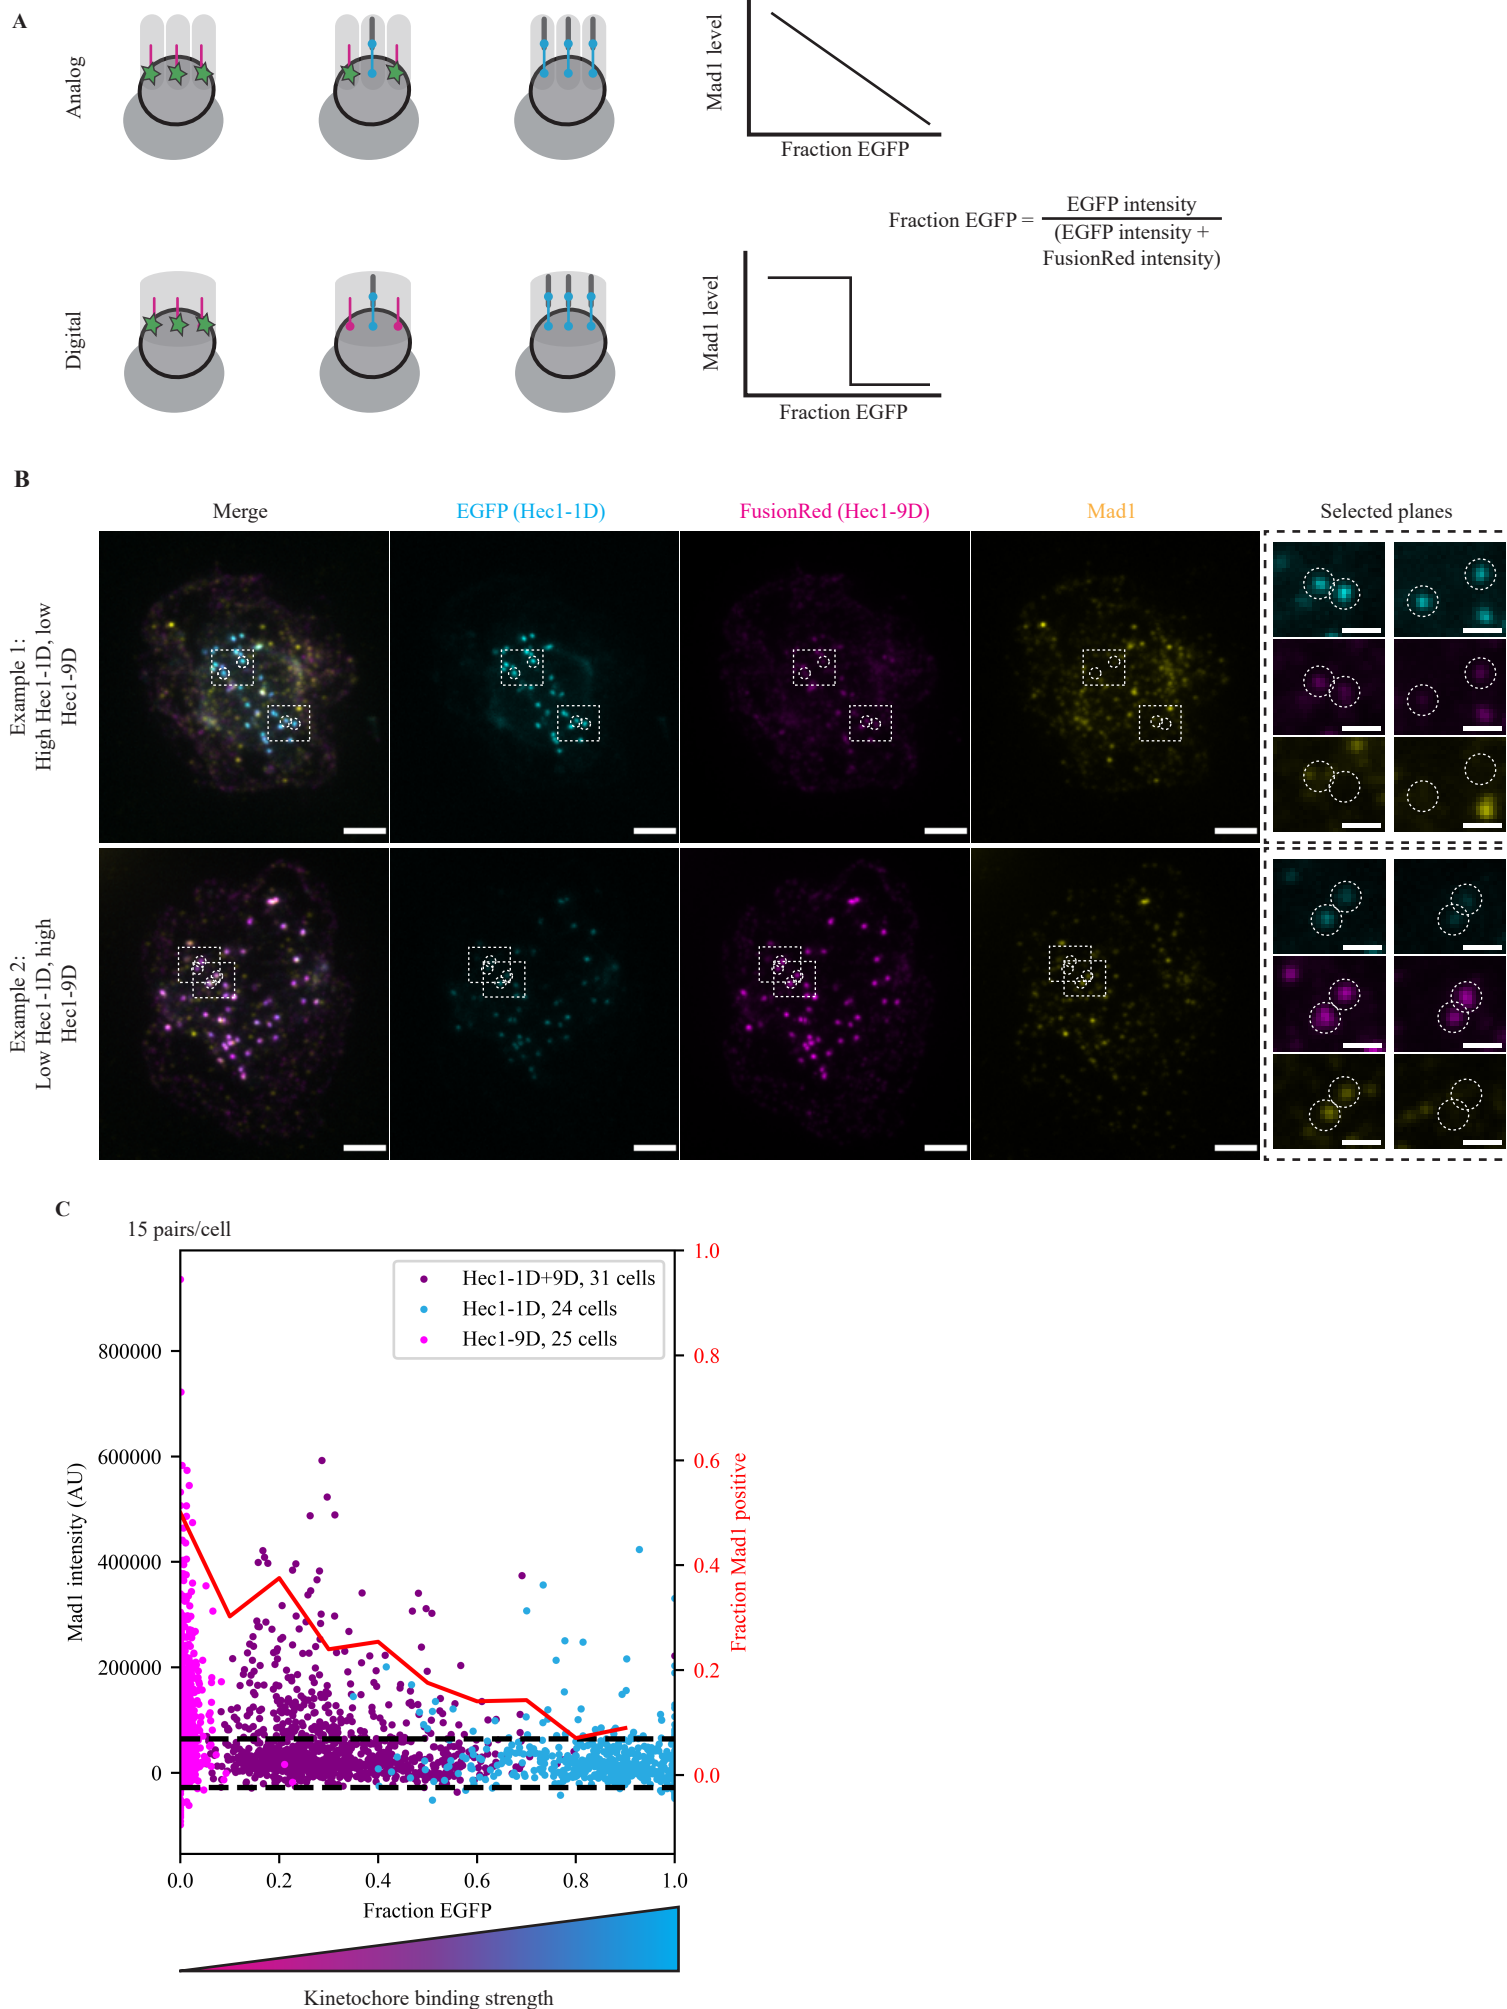 A
Analog
Mad1 level
Fraction EGFP
Fraction EGFP =
EGFP intensity
(EGFP intensity +
FusionRed intensity)
Digital
Mad1 level
Fraction EGFP
B
Merge
EGFP (Hec1-1D)
FusionRed (Hec1-9D)
Mad1
Selected planes
Example 1:
High Hec1-1D, low
Hec1-9D
Example 2:
Low Hec1-1D, high
Hec1-9D
C
15 pairs/cell
Hec1-1D+9D, 31 cells
Hec1-1D, 24 cells
Hec1-9D, 25 cells
800000
600000
400000
200000
0
Mad1 intensity (AU)
1.0
0.8
0.6
0.4
0.2
0.0
Fraction Mad1 positive
0.0 0.2 0.4 0.6 0.8 1.0
Fraction EGFP
Kinetochore binding strength